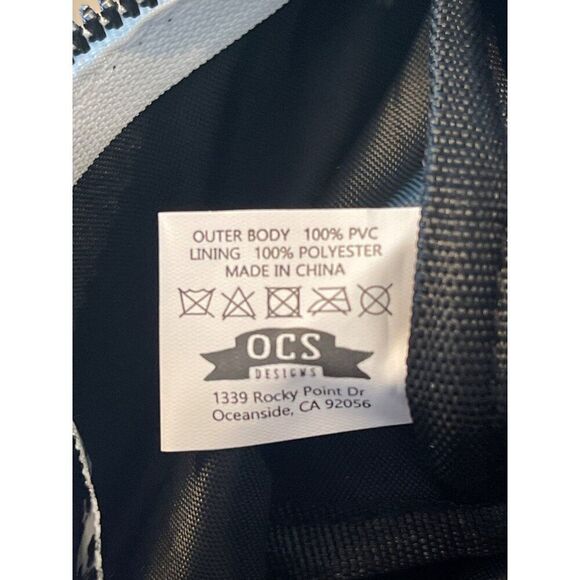 OUTER BODY 100% PVC
LINING 100% POLYESTER
MADE IN CHINA
OCS
DESIGNS
1339 Rocky Point Dr
Oceanside, CA 92056